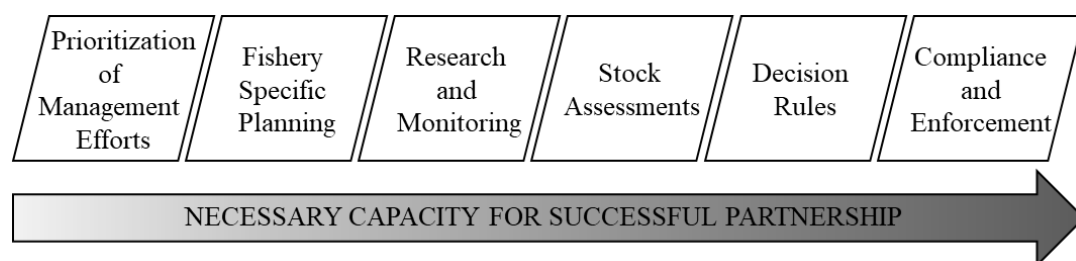 Prioritization
of
Management
Efforts
Fishery
Specific
Planning
Research
and
Monitoring
Stock
Assessments
Decision
Rules
Compliance
and
Enforcement
NECESSARY CAPACITY FOR SUCCESSFUL PARTNERSHIP